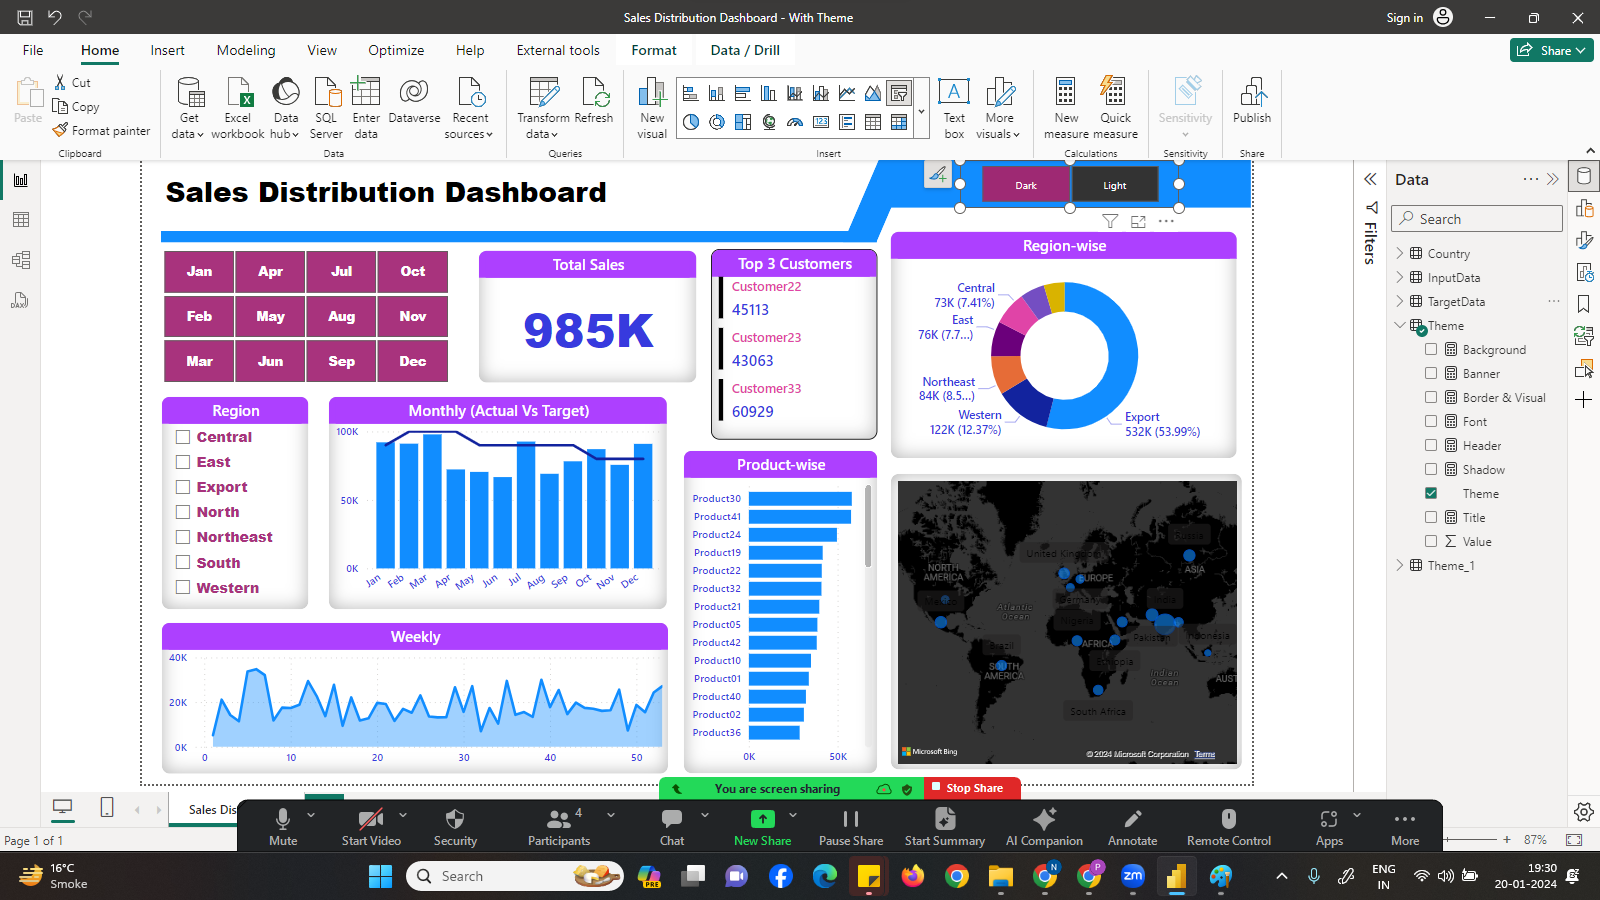 Sales Distribution Dashboard - With Theme
Sign in
File
Home
Insert
Modeling
View
Optimize
Help
External tools
Format
Data / Drill
Share
Paste
Cut
Copy
Format painter
Clipboard
Get data
Excel workbook
Data hub
SQL Server
Enter data
Dataverse
Recent sources
Data
Transform data
Refresh
Queries
New visual
Text box
More visuals
Insert
New measure
Quick measure
Calculations
Sensitivity
Sensitivity
Publish
Share
Sales Distribution Dashboard
Dark
Light
Jan
Apr
Jul
Oct
Feb
May
Aug
Nov
Mar
Jun
Sep
Dec
Total Sales
985K
Top 3 Customers
Customer22
45113
Customer23
43063
Customer33
60929
Region-wise
Central
73K (7.41%)
East
76K (7.7...)
Northeast
84K (8.5...)
Western
122K (12.37%)
Export
532K (53.99%)
Region
Central
East
Export
North
Northeast
South
Western
Monthly (Actual Vs Target)
100K
50K
0K
Jan
Feb
Mar
Apr
May
Jun
Jul
Aug
Sep
Oct
Nov
Dec
Product-wise
Product30
Product41
Product24
Product19
Product22
Product32
Product21
Product05
Product42
Product10
Product01
Product40
Product02
Product36
0K
50K
Weekly
40K
20K
0K
0
10
20
30
40
50
NORTH AMERICA
United Kingdom
EUROPE
ASIA
Atlantic Ocean
Nigeria
AFRICA
Pakistan
Indonesia
Brazil
SOUTH AMERICA
Ethiopia
Indian Ocean
AUST
South Africa
Microsoft Bing
© 2024 Microsoft Corporation
Terms
Filters
Data
Search
Country
InputData
TargetData
Theme
Background
Banner
Border & Visual
Font
Header
Shadow
Theme
Title
Value
Theme_1
Sales Dis
Page 1 of 1
87%
You are screen sharing
Stop Share
Mute
Start Video
Security
Participants
4
Chat
New Share
Pause Share
Start Summary
AI Companion
Annotate
Remote Control
Apps
More
16°C
Smoke
Search
PRE
N
P
zm
ENG
IN
19:30
20-01-2024